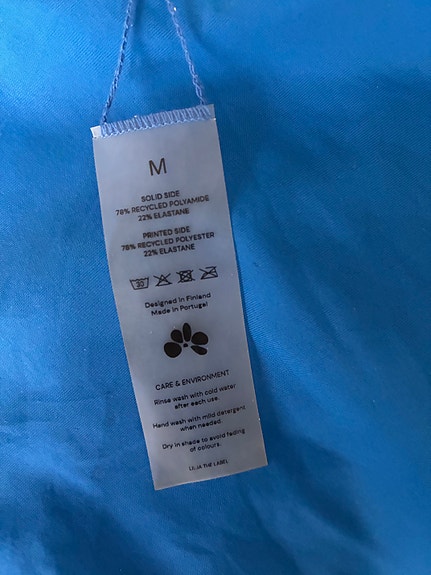 M
SOLID SIDE
78% RECYCLED POLYAMIDE
22% ELASTANE
PRINTED SIDE
78% RECYCLED POLYESTER
22% ELASTANE
30
Designed in Finland
Made in Portugal
CARE & ENVIRONMENT
Rinse wash with cold water
after each use.
Hand wash with mild detergent
when needed.
Dry in shade to avoid fading
of colours.
LILJA THE LABEL